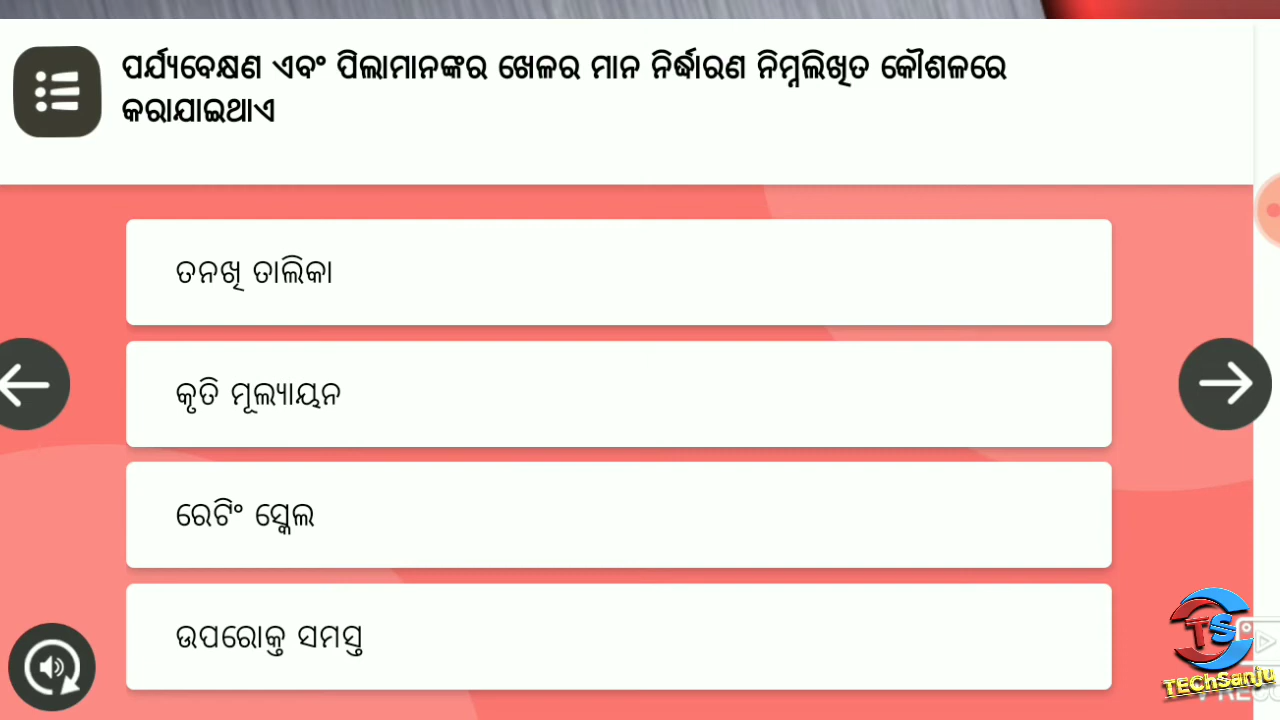 ପର୍ଯ୍ୟବେକ୍ଷଣ ଏବଂ ପିଲାମାନଙ୍କର ଖେଳର ମାନ ନିର୍ଦ୍ଧାରଣ ନିମ୍ନଲିଖିତ କୌଶଳରେ
କରାଯାଇଥାଏ
ତନଖି ତାଲିକା
କୃତି ମୂଲ୍ୟାୟନ
ରେଟିଂ ସ୍କେଲ
ଉପରୋକ୍ତ ସମସ୍ତ
TS
TEChSanju